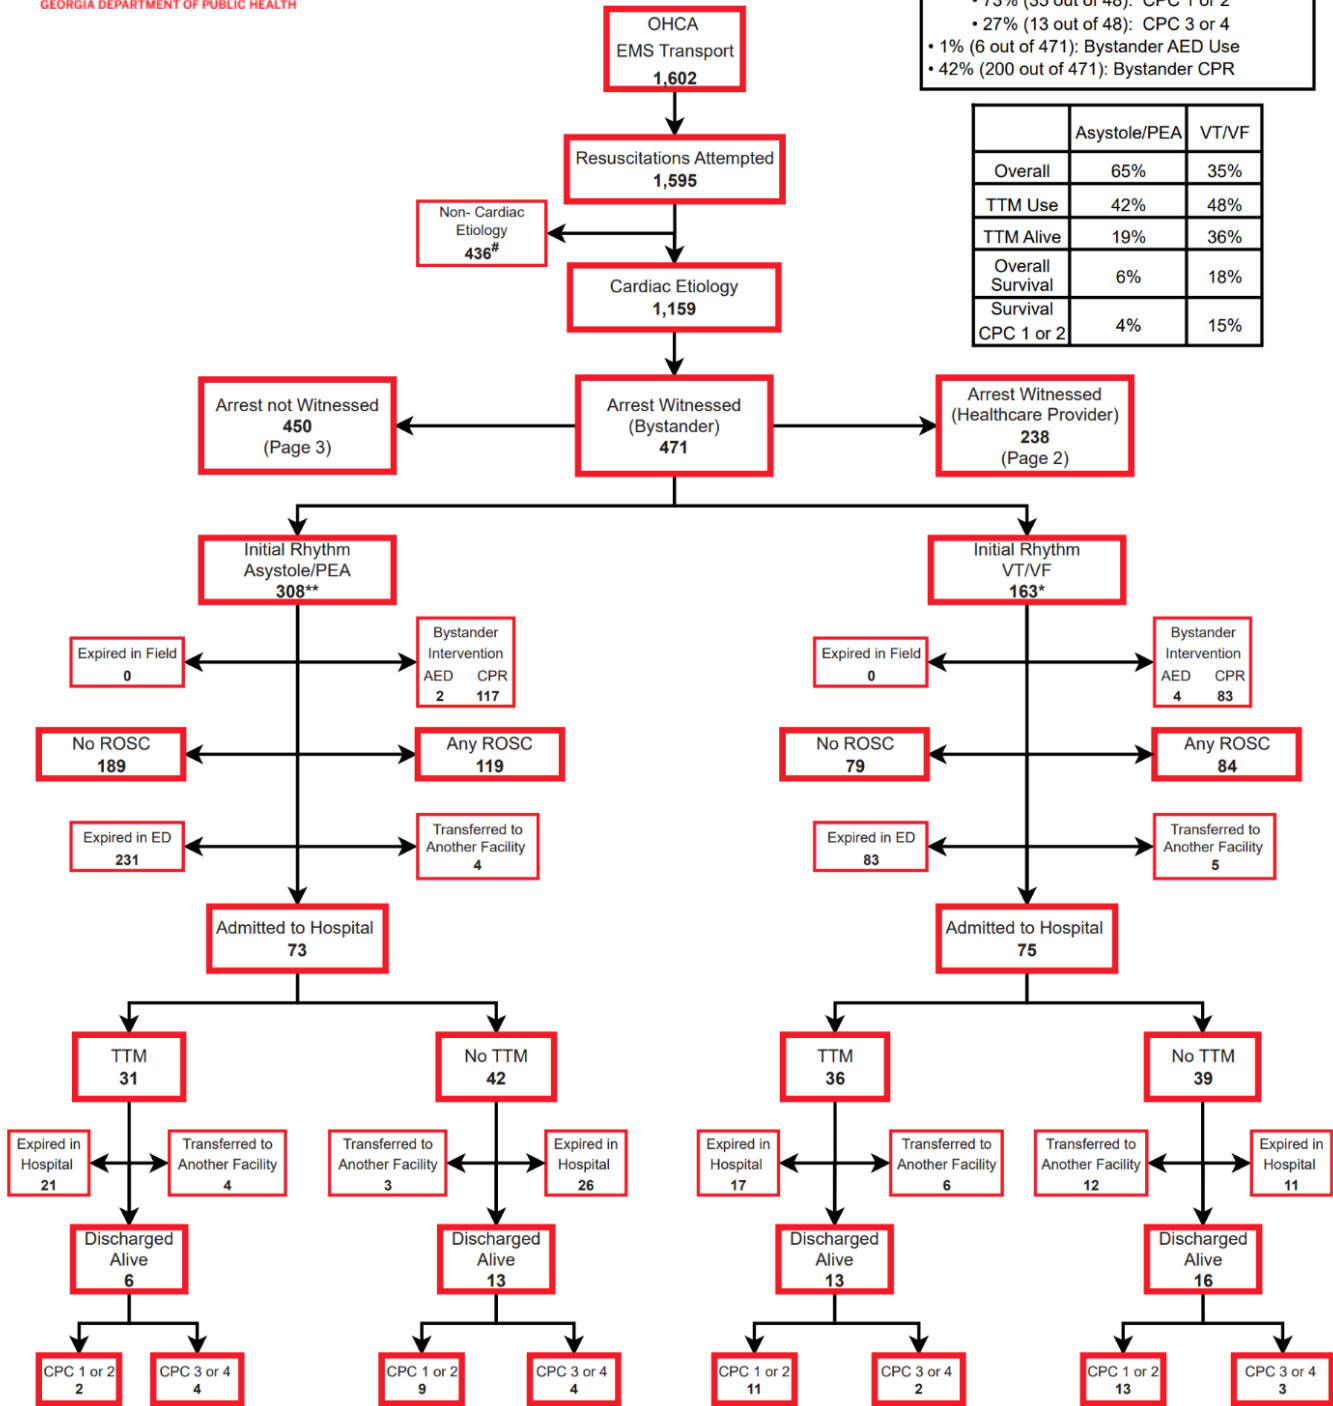 GEORGIA DEPARTMENT OF PUBLIC HEALTH
• 73% (35 out of 48): CPC 1 or 2
• 27% (13 out of 48): CPC 3 or 4
• 1% (6 out of 471): Bystander AED Use
• 42% (200 out of 471): Bystander CPR
Asystole/PEA VT/VF
Overall 65% 35%
TTM Use 42% 48%
TTM Alive 19% 36%
Overall
Survival 6% 18%
Survival
CPC 1 or 2 4% 15%
OHCA
EMS Transport
1,602
Resuscitations Attempted
1,595
Non- Cardiac
Etiology
436#
Cardiac Etiology
1,159
Arrest not Witnessed
450
(Page 3)
Arrest Witnessed
(Bystander)
471
Arrest Witnessed
(Healthcare Provider)
238
(Page 2)
Initial Rhythm
Asystole/PEA
308**
Initial Rhythm
VT/VF
163*
Expired in Field
0
Bystander
Intervention
AED CPR
2 117
Expired in Field
0
Bystander
Intervention
AED CPR
4 83
No ROSC
189
Any ROSC
119
No ROSC
79
Any ROSC
84
Expired in ED
231
Transferred to
Another Facility
4
Expired in ED
83
Transferred to
Another Facility
5
Admitted to Hospital
73
Admitted to Hospital
75
TTM
31
No TTM
42
TTM
36
No TTM
39
Expired in
Hospital
21
Transferred to
Another Facility
4
Transferred to
Another Facility
3
Expired in
Hospital
26
Expired in
Hospital
17
Transferred to
Another Facility
6
Transferred to
Another Facility
12
Expired in
Hospital
11
Discharged
Alive
6
Discharged
Alive
13
Discharged
Alive
13
Discharged
Alive
16
CPC 1 or 2
2
CPC 3 or 4
4
CPC 1 or 2
9
CPC 3 or 4
4
CPC 1 or 2
11
CPC 3 or 4
2
CPC 1 or 2
13
CPC 3 or 4
3